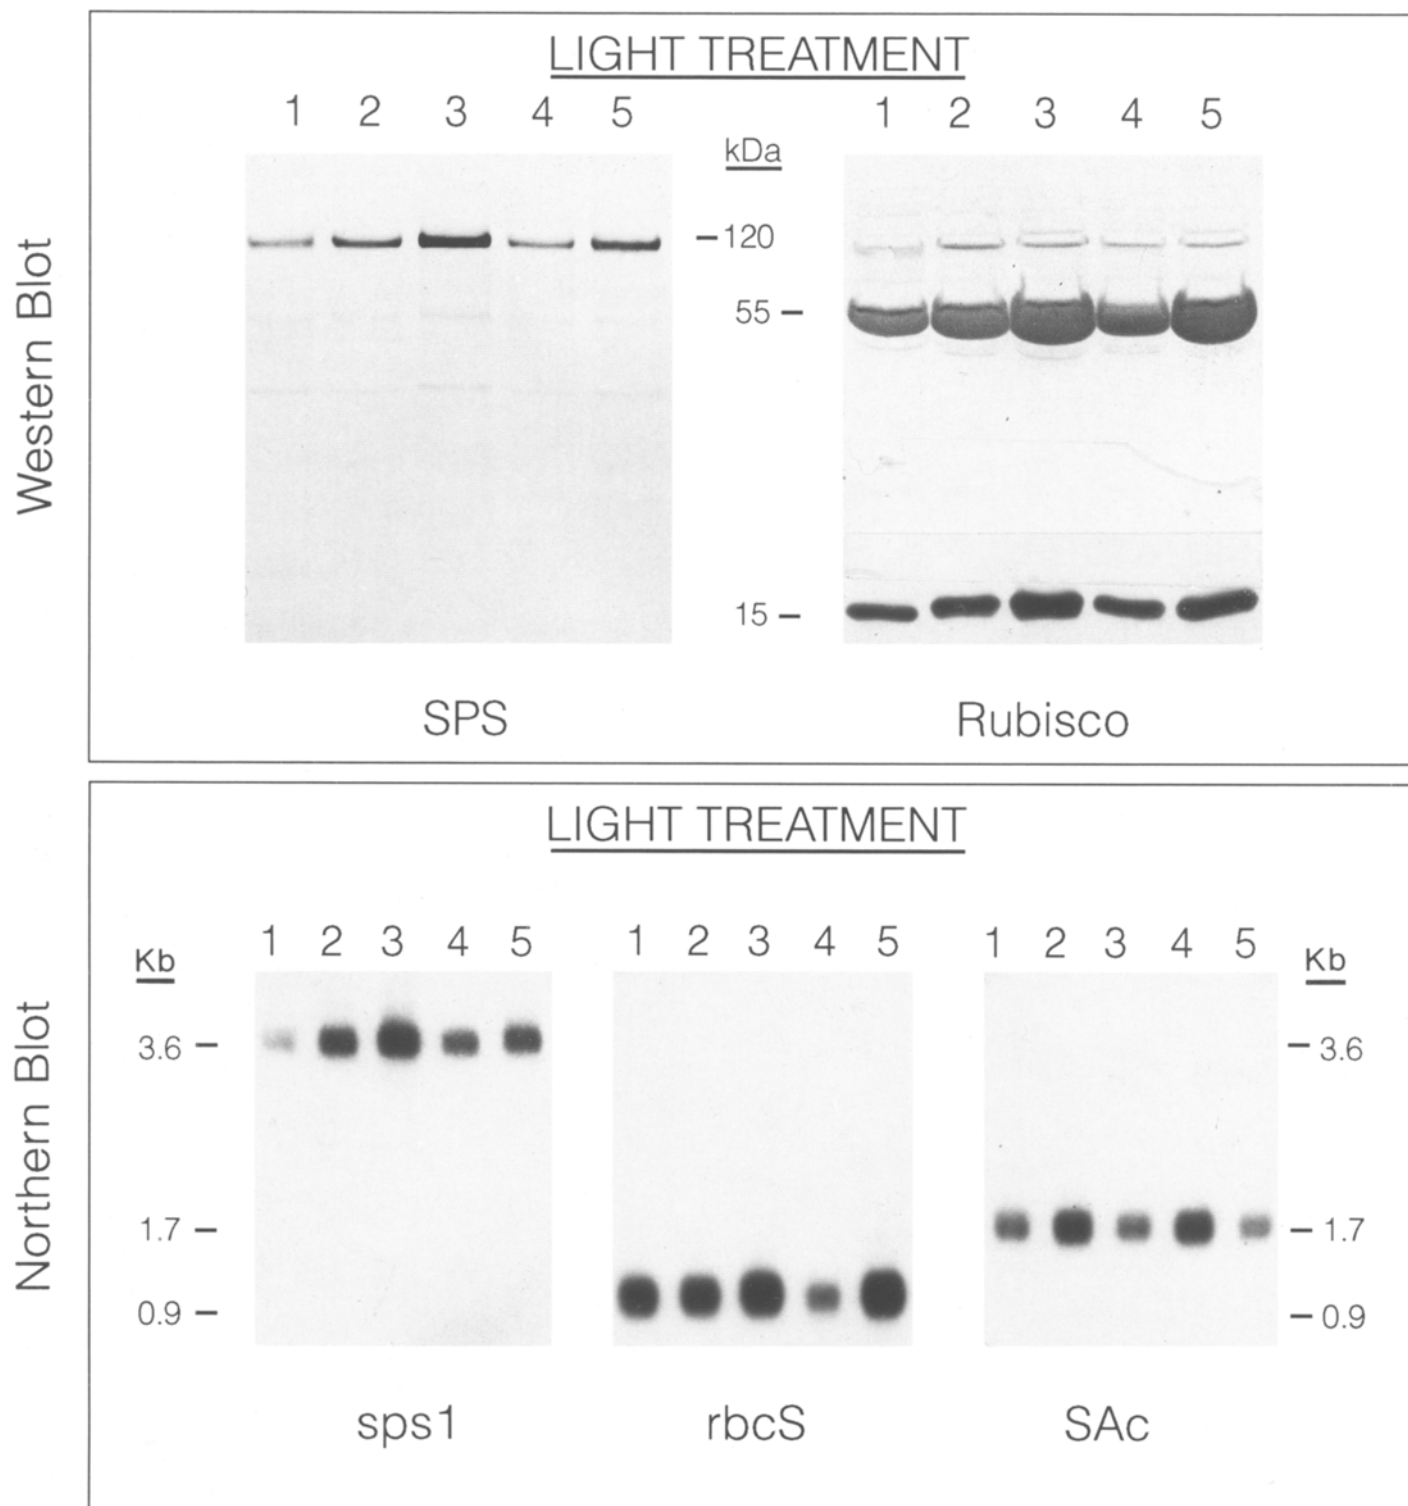 LIGHT TREATMENT
1 2 3 4 5
1 2 3 4 5
kDa
120
55
15
Western Blot
SPS
Rubisco
LIGHT TREATMENT
1 2 3 4 5
1 2 3 4 5
1 2 3 4 5
Kb
Kb
3.6
3.6
1.7
1.7
0.9
0.9
Northern Blot
sps1
rbcS
SAc